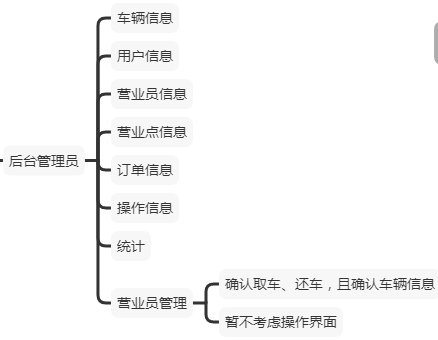 车辆信息
用户信息
营业员信息
营业点信息
后台管理员
订单信息
操作信息
统计
营业员管理
确认取车、还车，且确认车辆信息
暂不考虑操作界面